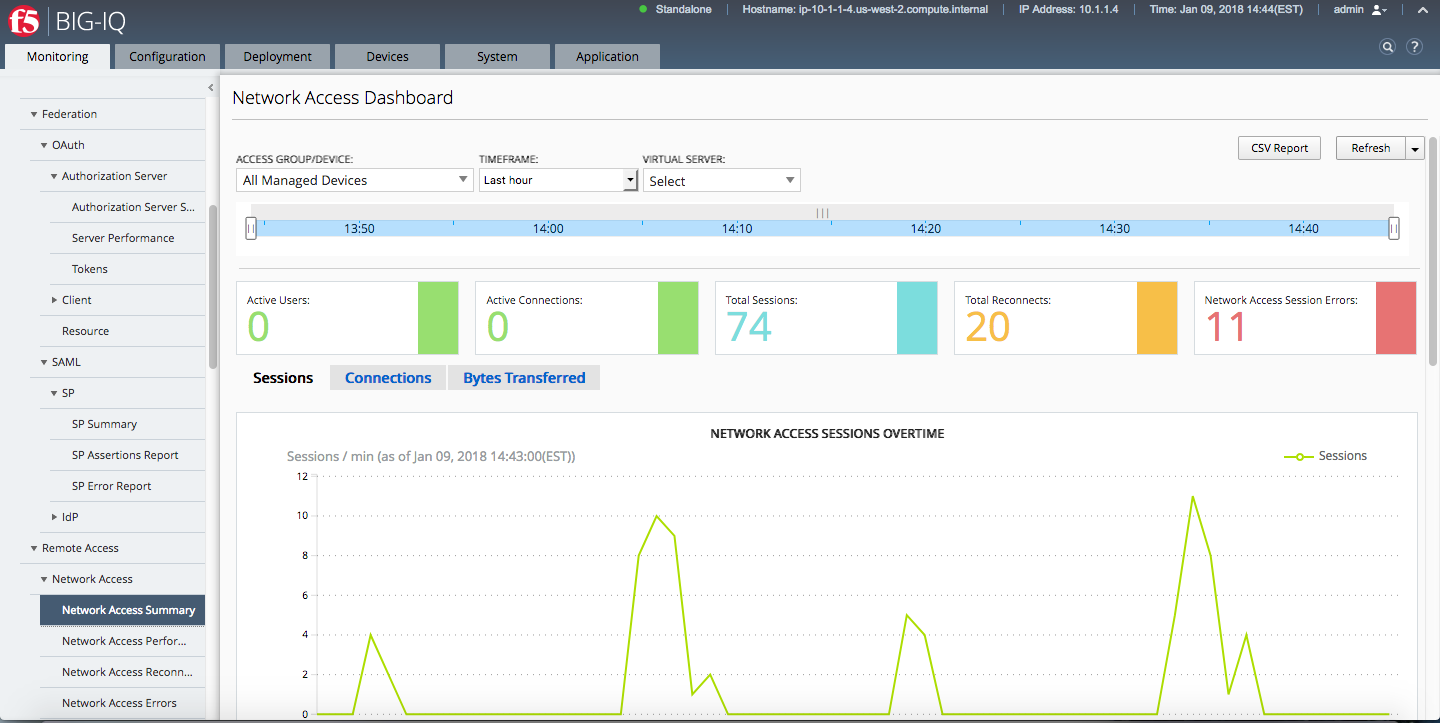 f5 BIG-IQ
Standalone Hostname: ip-10-1-1-4.us-west-2.compute.internal IP Address: 10.1.1.4 Time: Jan 09, 2018 14:44(EST) admin
Monitoring Configuration Deployment Devices System Application
?
Federation
OAuth
Authorization Server
Authorization Server S...
Server Performance
Tokens
Client
Resource
SAML
SP
SP Summary
SP Assertions Report
SP Error Report
IdP
Remote Access
Network Access
Network Access Summary
Network Access Perfor...
Network Access Reconn...
Network Access Errors
Network Access Dashboard
CSV Report Refresh
ACCESS GROUP/DEVICE: TIMEFRAME: VIRTUAL SERVER:
All Managed Devices Last hour Select
13:50 14:00 14:10 14:20 14:30 14:40
Active Users: Active Connections: Total Sessions: Total Reconnects: Network Access Session Errors:
0 0 74 20 11
Sessions Connections Bytes Transferred
NETWORK ACCESS SESSIONS OVERTIME
Sessions / min (as of Jan 09, 2018 14:43:00(EST)) Sessions
12
10
8
6
4
2
0